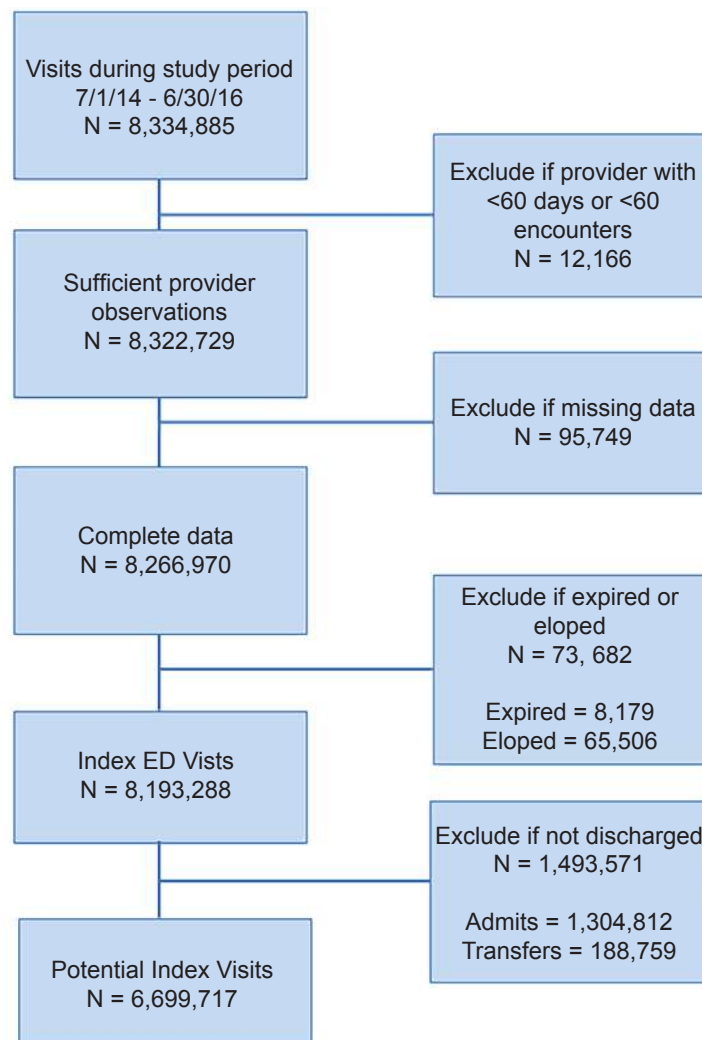 Visits during study period
7/1/14 - 6/30/16
N = 8,334,885
Exclude if provider with
<60 days or <60
encounters
N = 12,166
Sufficient provider
observations
N = 8,322,729
Exclude if missing data
N = 95,749
Complete data
N = 8,266,970
Exclude if expired or
eloped
N = 73, 682
Expired = 8,179
Eloped = 65,506
Index ED Vists
N = 8,193,288
Exclude if not discharged
N = 1,493,571
Admits = 1,304,812
Transfers = 188,759
Potential Index Visits
N = 6,699,717